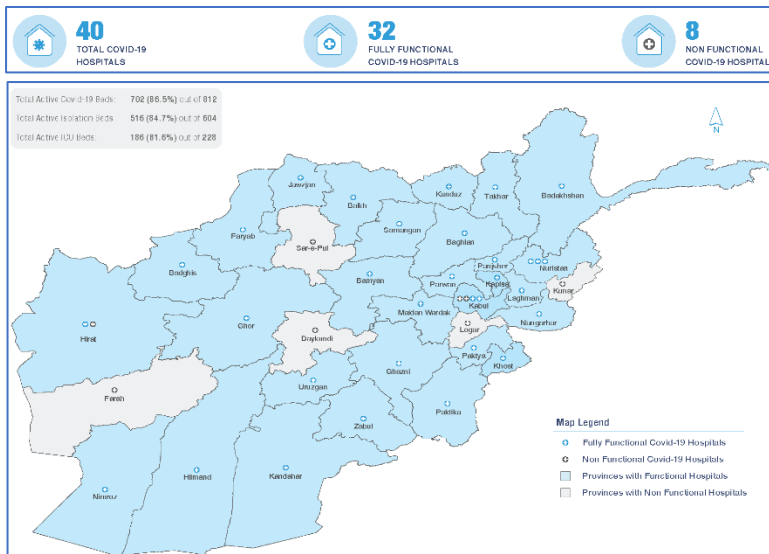 40
TOTAL COVID-19
HOSPITALS
32
FULLY FUNCTIONAL
COVID-19 HOSPITALS
8
NON FUNCTIONAL
COVID-19 HOSPITAL
Total Active Covid-19 Beds: 702 (86.5%) out of 812
Total Active Isolation Beds: 516 (84.7%) out of 604
Total Active ICU Beds: 186 (81.6%) out of 228
N
Jawzjan
Balkh
Kunduz
Takhar
Badakhshan
Faryab
Sar-e-Pul
Samangan
Baghlan
Badghis
Bamyan
Panjsher
Nuristan
Parwan
Kapisa
Kunar
Laghman
Kabul
Maidan Wardak
Hirat
Ghor
Daykundi
Logar
Nangarhar
Paktya
Khost
Ghazni
Farah
Uruzgan
Zabul
Paktika
Nimroz
Hilmand
Kandahar
Map Legend
Fully Functional Covid-19 Hospitals
Non Functional Covid-19 Hospitals
Provinces with Functional Hospitals
Provinces with Non Functional Hospitals